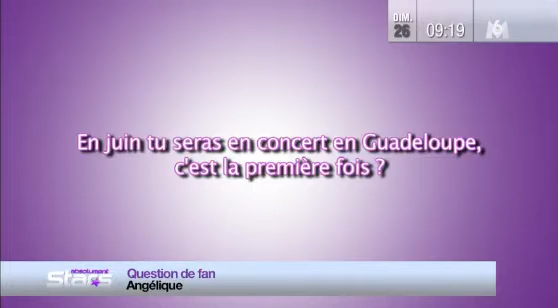 DIM.
26
09:19
M6
En juin tu seras en concert en Guadeloupe,
c'est la première fois ?
absolument
Stars
Question de fan
Angélique